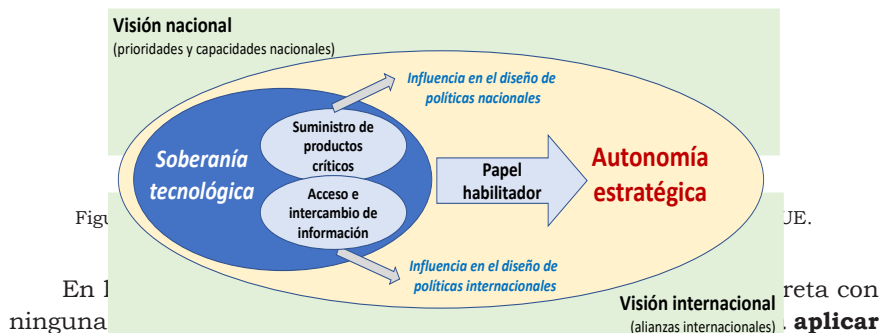 Visión nacional
(prioridades y capacidades nacionales)
Influencia en el diseño de
políticas nacionales
Suministro de
productos
críticos
Soberanía
tecnológica
Acceso e
intercambio de
información
Papel
habilitador
Autonomía
estratégica
UE.
Influencia en el diseño de
políticas internacionales
En
con
ninguna
aplicar
Visión internacional
(alianzas internacionales)